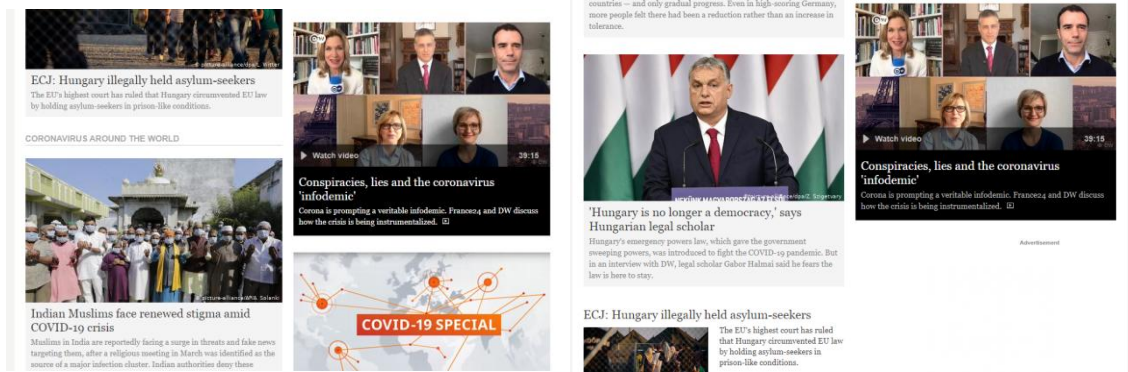 © picture-alliance/dpa/L. Mitter
ECJ: Hungary illegally held asylum-seekers
The EU's highest court has ruled that Hungary circumvented EU law
by holding asylum-seekers in prison-like conditions.
CORONAVIRUS AROUND THE WORLD
© picture-alliance/AP/A. Solanki
Indian Muslims face renewed stigma amid
COVID-19 crisis
Muslims in India are reportedly facing a surge in threats and fake news
targeting them, after a religious meeting in March was identified as the
source of a major infection cluster. Indian authorities deny these
DW
Watch video
39:15
Conspiracies, lies and the coronavirus
'infodemic'
Corona is prompting a veritable infodemic. France24 and DW discuss
how the crisis is being instrumentalized.
COVID-19 SPECIAL
countries — and only gradual progress. Even in high-scoring Germany,
more people felt there had been a reduction rather than an increase in
tolerance.
'Hungary is no longer a democracy,' says
Hungarian legal scholar
Hungary's emergency powers law, which gave the government
sweeping powers, was introduced to fight the COVID-19 pandemic. But
in an interview with DW, legal scholar Gabor Halmai said he fears the
law is here to stay.
ECJ: Hungary illegally held asylum-seekers
The EU's highest court has ruled
that Hungary circumvented EU law
by holding asylum-seekers in
prison-like conditions.
DW
Watch video
39:15
Conspiracies, lies and the coronavirus
'infodemic'
Corona is prompting a veritable infodemic. France24 and DW discuss
how the crisis is being instrumentalized.
Advertisement